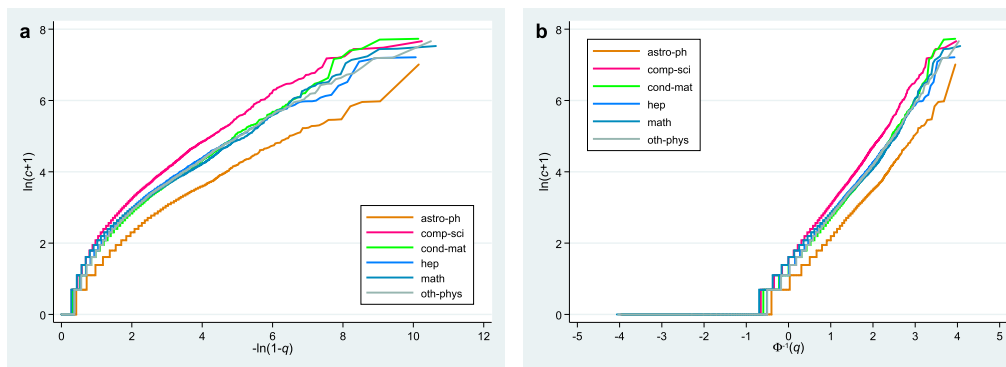 a
8
6
4
2
0
ln(c+1)
astro-ph
comp-sci
cond-mat
hep
math
oth-phys
0 2 4 6 8 10 12
-ln(1-q)
b
8
6
4
2
0
ln(c+1)
astro-ph
comp-sci
cond-mat
hep
math
oth-phys
-5 -4 -3 -2 -1 0 1 2 3 4 5
Φ⁻¹(q)